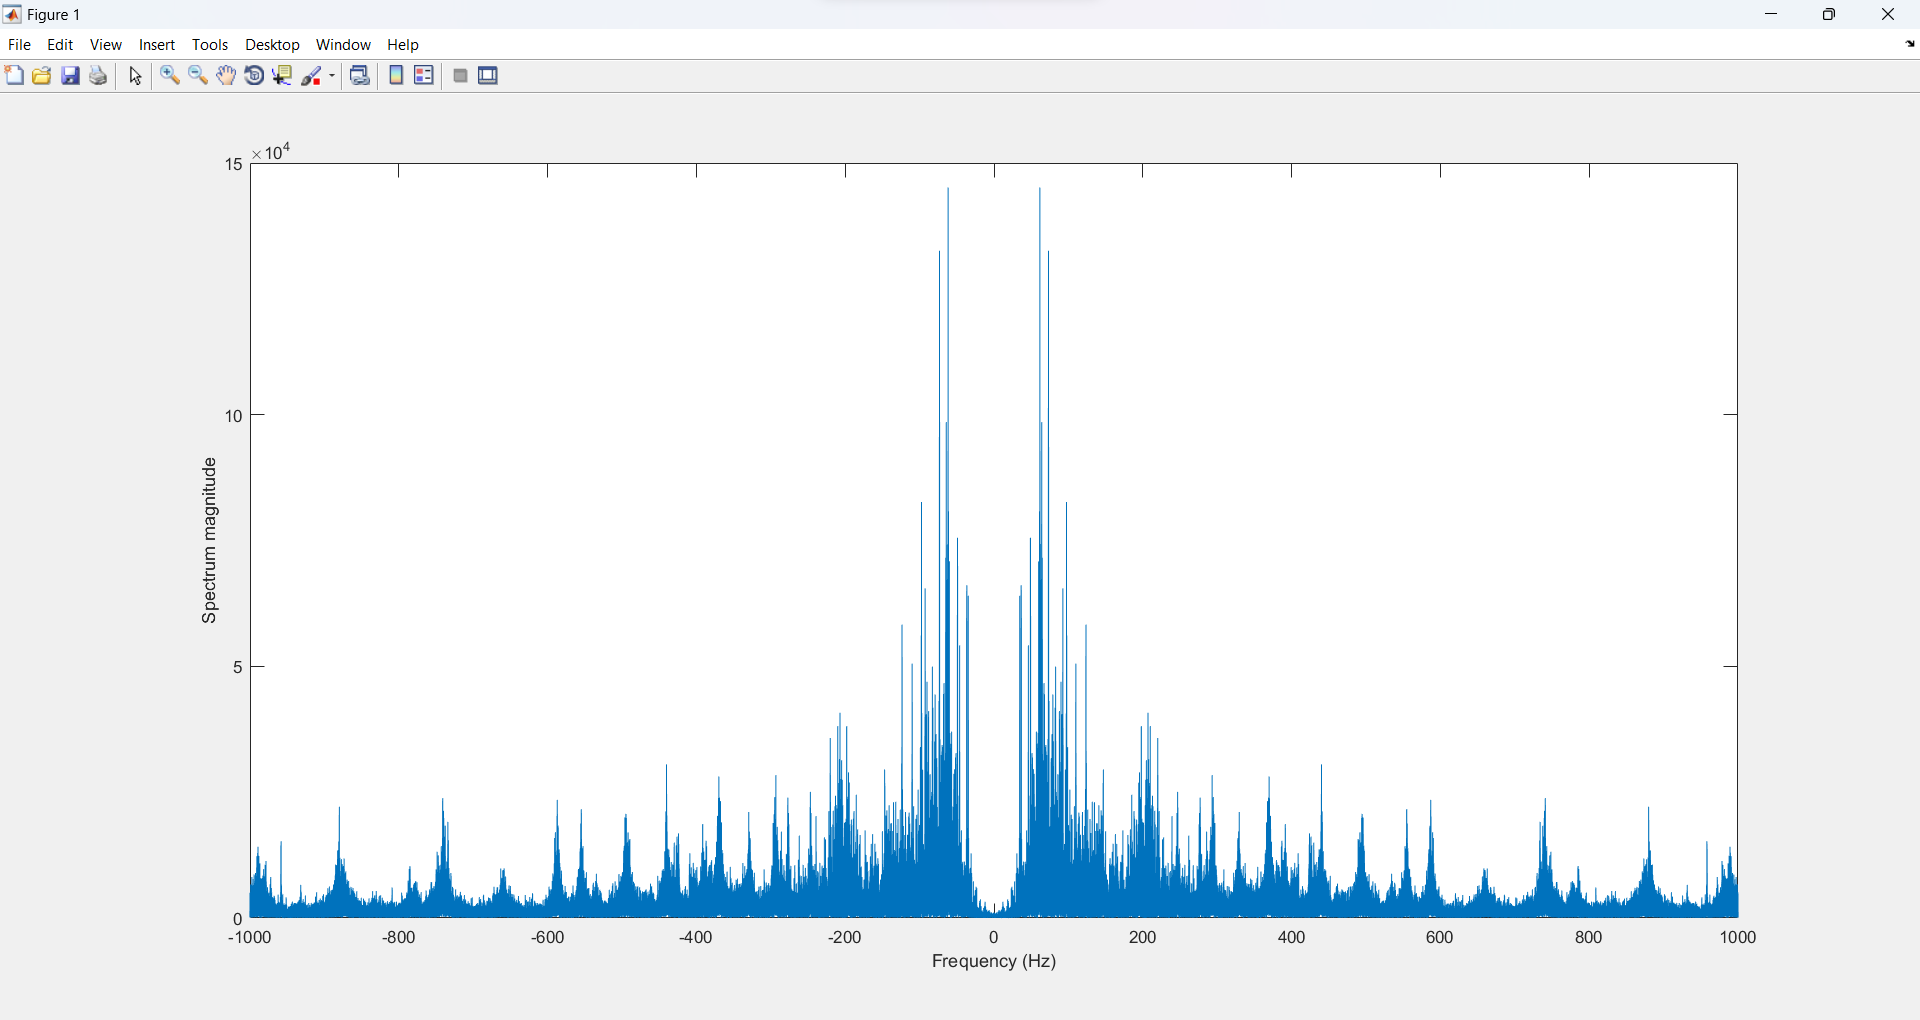 Figure 1
File Edit View Insert Tools Desktop Window Help
×10^4
15
10
5
0
Spectrum magnitude
-1000 -800 -600 -400 -200 0 200 400 600 800 1000
Frequency (Hz)